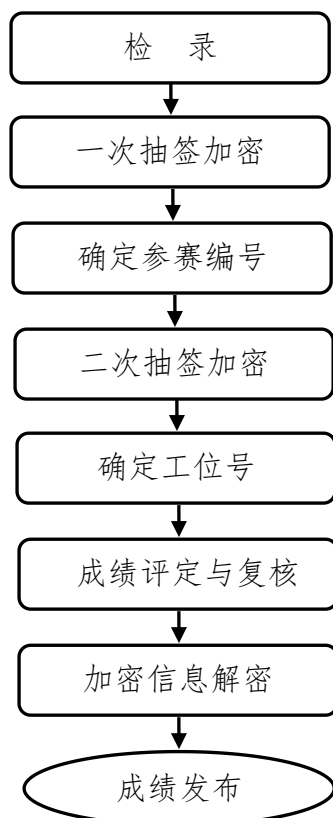 检 录
一次抽签加密
确定参赛编号
二次抽签加密
确定工位号
成绩评定与复核
加密信息解密
成绩发布